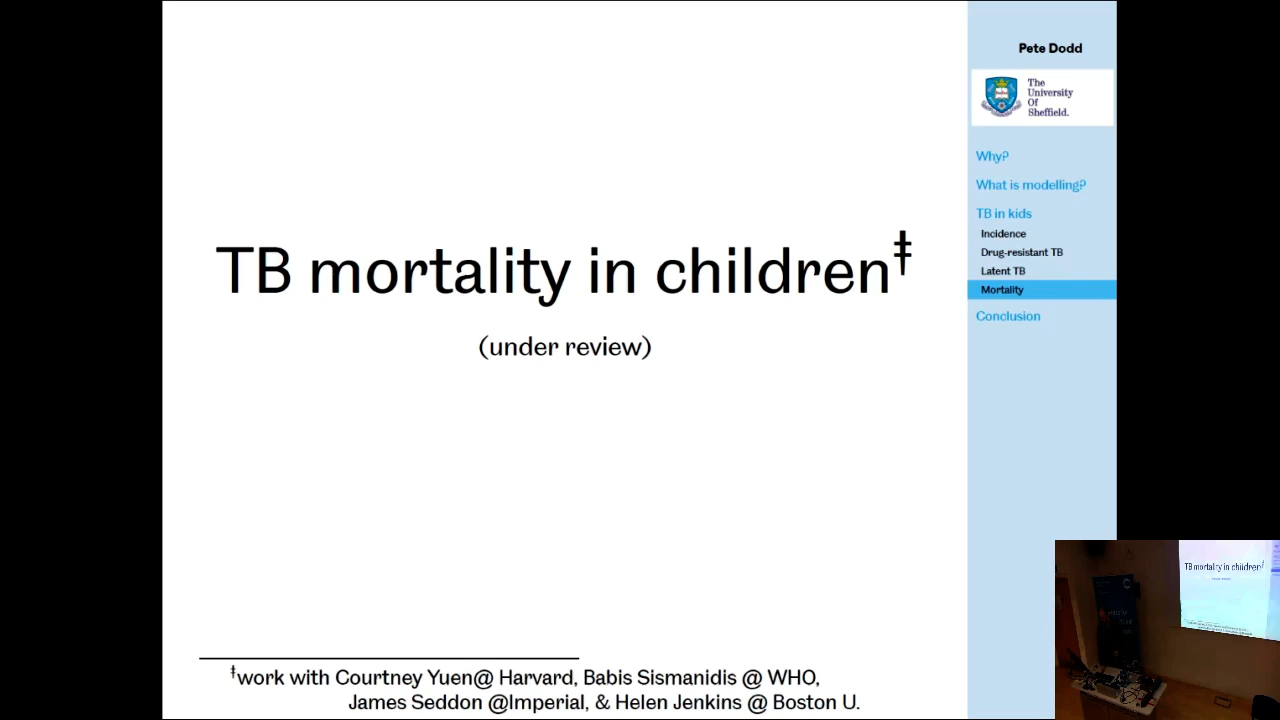 TB mortality in children‡
(under review)
‡work with Courtney Yuen@ Harvard, Babis Sismanidis @ WHO,
James Seddon @Imperial, & Helen Jenkins @ Boston U.
Pete Dodd
The
University
Of
Sheffield.
Why?
What is modelling?
TB in kids
Incidence
Drug-resistant TB
Latent TB
Mortality
Conclusion
TB mortality in children‡